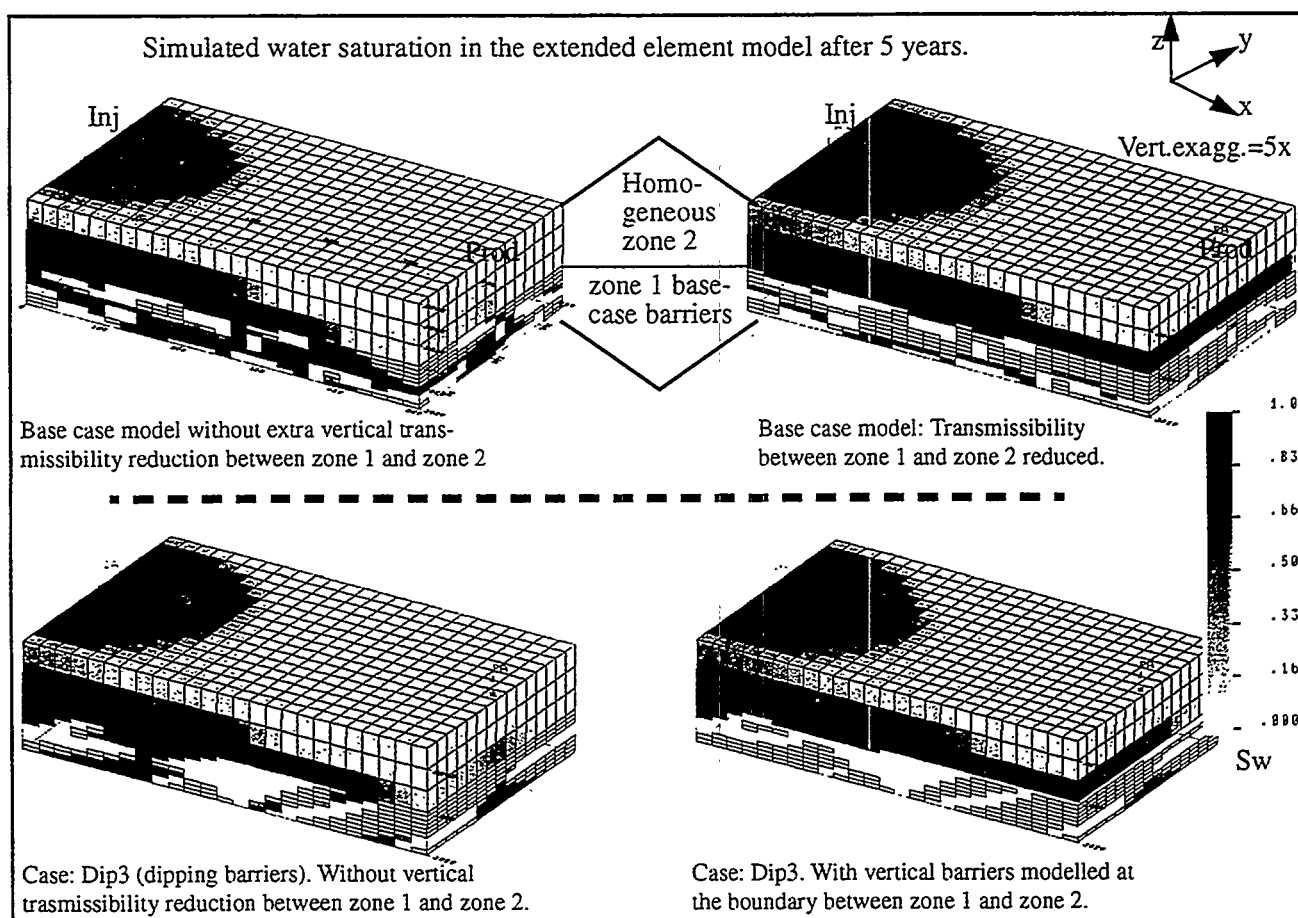 Simulated water saturation in the extended element model after 5 years.
z
y
x
Vert.exagg.=5x
Inj
Prod
Inj
Prod
Homo-
geneous
zone 2
zone 1 base-
case barriers
Base case model without extra vertical trans-
missibility reduction between zone 1 and zone 2
Base case model: Transmissibility
between zone 1 and zone 2 reduced.
1.0
.83
.66
.50
.33
.16
.000
Sw
Case: Dip3 (dipping barriers). Without vertical
trasmissibility reduction between zone 1 and zone 2.
Case: Dip3. With vertical barriers modelled at
the boundary between zone 1 and zone 2.